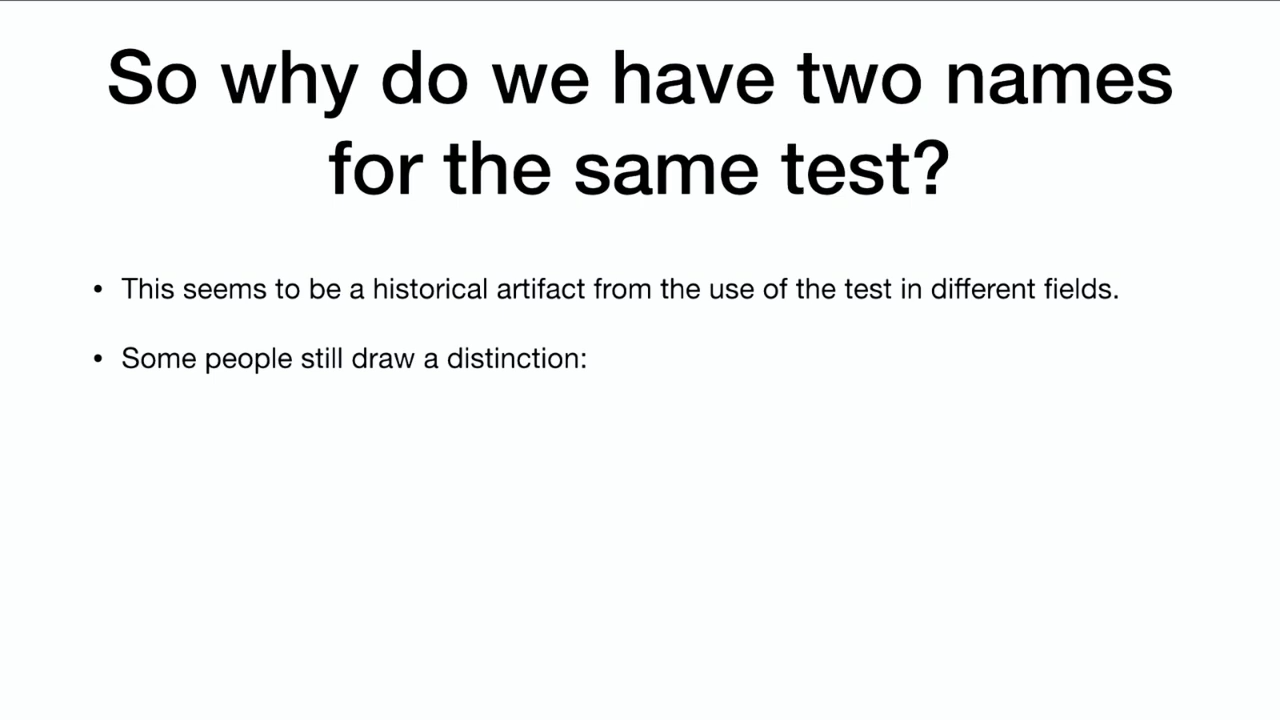 So why do we have two names
for the same test?
• This seems to be a historical artifact from the use of the test in different fields.
• Some people still draw a distinction: